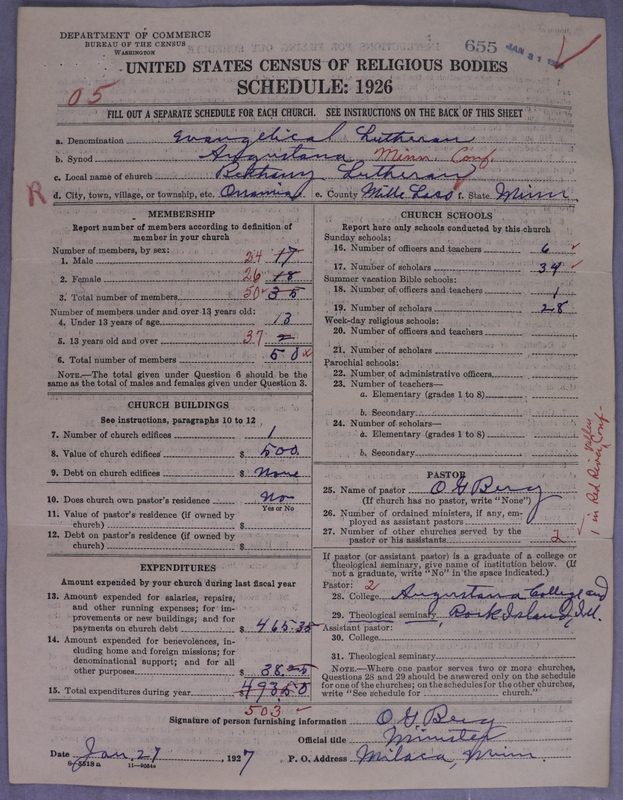 DEPARTMENT OF COMMERCE
BUREAU OF THE CENSUS
WASHINGTON
655 JAN 31
UNITED STATES CENSUS OF RELIGIOUS BODIES
SCHEDULE: 1926
05
FILL OUT A SEPARATE SCHEDULE FOR EACH CHURCH. SEE INSTRUCTIONS ON THE BACK OF THIS SHEET
a. Denomination Evangelical Lutheran
b. Synod Augustana Minn. Conf.
c. Local name of church Bethany Lutheran
R d. City, town, village, or township, etc. Onamia e. County Mille Lacs f. State Minn
MEMBERSHIP
Report number of members according to definition of member in your church
Number of members, by sex:
1. Male 24 17
2. Female 26 18
3. Total number of members 50 35
Number of members under and over 13 years old:
4. Under 13 years of age 13
5. 13 years old and over 37
6. Total number of members 50
NOTE.—The total given under Question 6 should be the
same as the total of males and females given under Question 3.
CHURCH BUILDINGS
See instructions, paragraphs 10 to 12
7. Number of church edifices 1
8. Value of church edifices $ 500.
9. Debt on church edifices $ None
10. Does church own pastor's residence No
Yes or No
11. Value of pastor's residence (if owned by
church) $
12. Debt on pastor's residence (if owned by
church) $
EXPENDITURES
Amount expended by your church during last fiscal year
13. Amount expended for salaries, repairs,
and other running expenses; for im-
provements or new buildings; and for
payments on church debt $ 465.35
14. Amount expended for benevolences, in-
cluding home and foreign missions; for
denominational support; and for all
other purposes $ 38.25
15. Total expenditures during year $
503
CHURCH SCHOOLS
Report here only schools conducted by this church
Sunday schools:
16. Number of officers and teachers 6
17. Number of scholars 39
Summer vacation Bible schools:
18. Number of officers and teachers 1
19. Number of scholars 28
Week-day religious schools:
20. Number of officers and teachers
21. Number of scholars
Parochial schools:
22. Number of administrative officers
23. Number of teachers—
a. Elementary (grades 1 to 8)
b. Secondary
24. Number of scholars—
a. Elementary (grades 1 to 8)
b. Secondary
PASTOR
25. Name of pastor O G Berg
(If church has no pastor, write "None")
26. Number of ordained ministers, if any, em-
ployed as assistant pastors
27. Number of other churches served by the
pastor or his assistants 2
1 in Red River Conf.
If pastor (or assistant pastor) is a graduate of a college or
theological seminary, give name of institution below. (If
not a graduate, write "No" in the space indicated.)
Pastor: 2
28. College Augustana College and
29. Theological seminary Rock Island, Ill.
Assistant pastor:
30. College
31. Theological seminary
NOTE.—Where one pastor serves two or more churches,
Questions 28 and 29 should be answered only on the schedule
for one of the churches; on the schedules for the other churches,
write "See schedule for church."
Signature of person furnishing information O. G. Berg
Official title Minister
Date Jan. 27, 1927 P. O. Address Milaca, Minn.
8-5518a 11-9054